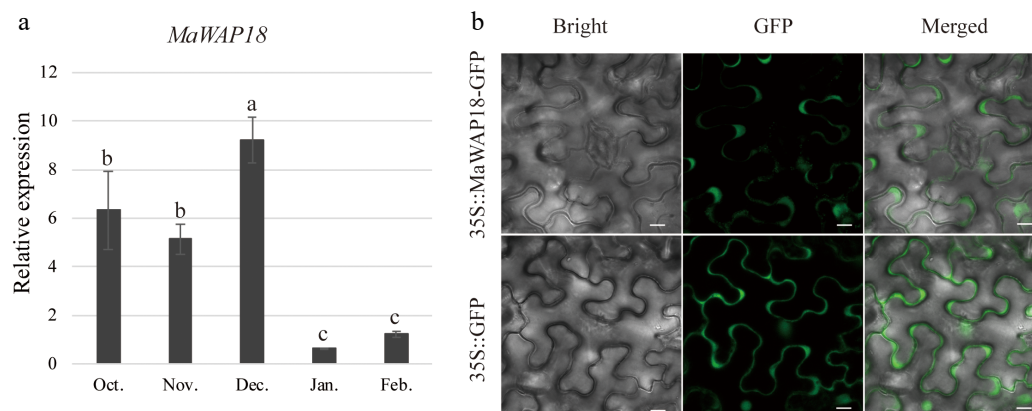 a
MaWAP18
Relative expression
12
10
8
6
4
2
0
b
b
a
c
c
Oct. Nov. Dec. Jan. Feb.
b
Bright GFP Merged
35S::MaWAP18-GFP
35S::GFP